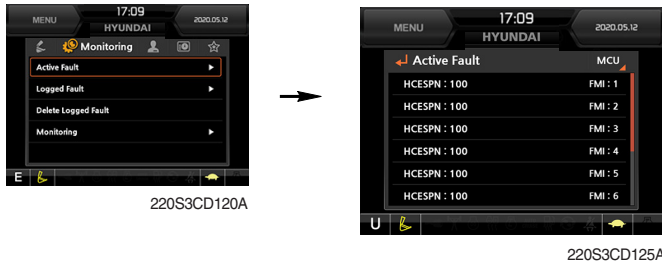 MENU 17:09 2020.05.12
HYUNDAI
Monitoring
Active Fault
Logged Fault
Delete Logged Fault
Monitoring
E
220S3CD120A
MENU 17:09 2020.05.12
HYUNDAI
Active Fault MCU
HCESPN : 100 FMI : 1
HCESPN : 100 FMI : 2
HCESPN : 100 FMI : 3
HCESPN : 100 FMI : 4
HCESPN : 100 FMI : 5
HCESPN : 100 FMI : 6
U
220S3CD125A